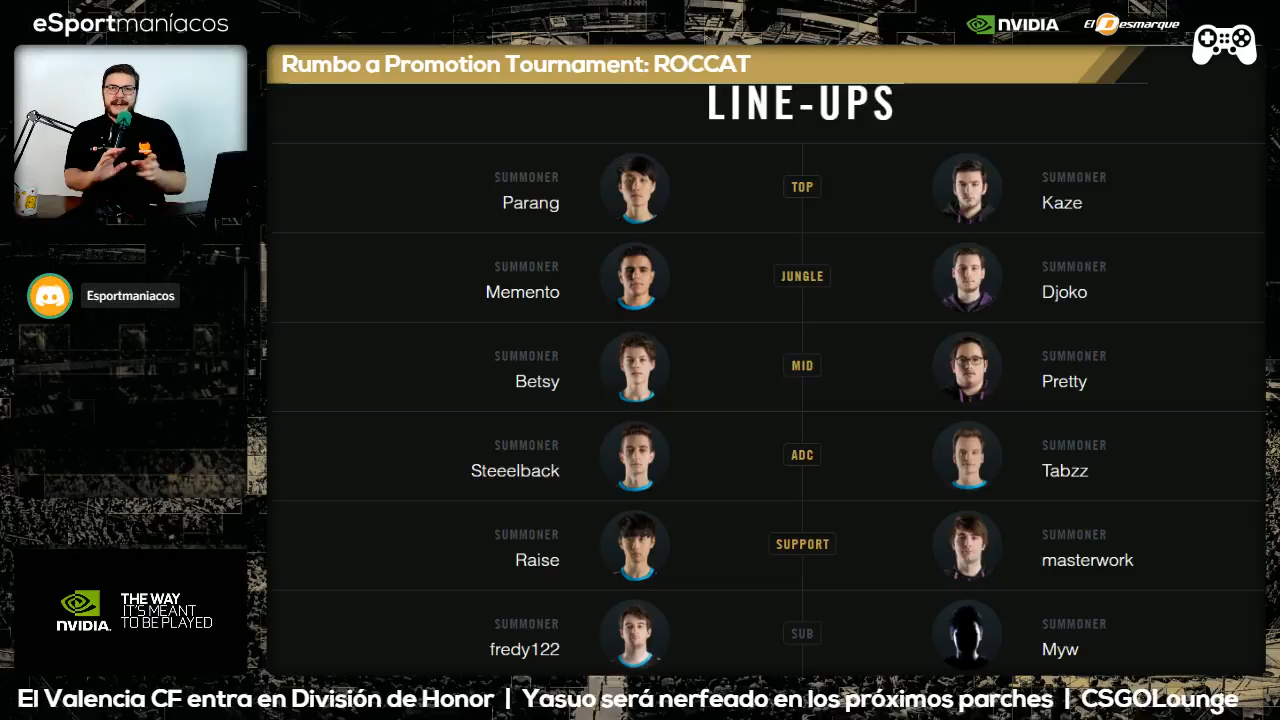 eSportmaníacos
NVIDIA
El Desmarque
Rumbo a Promotion Tournament: ROCCAT
LINE-UPS
SUMMONER
Parang
TOP
SUMMONER
Kaze
SUMMONER
Memento
JUNGLE
SUMMONER
Djoko
SUMMONER
Betsy
MID
SUMMONER
Pretty
SUMMONER
Steeelback
ADC
SUMMONER
Tabzz
SUMMONER
Raise
SUPPORT
SUMMONER
masterwork
SUMMONER
fredy122
SUB
SUMMONER
Myw
Esportmaniacos
NVIDIA.
THE WAY
IT'S MEANT
TO BE PLAYED
El Valencia CF entra en División de Honor | Yasuo será nerfeado en los próximos parches | CSGOLounge